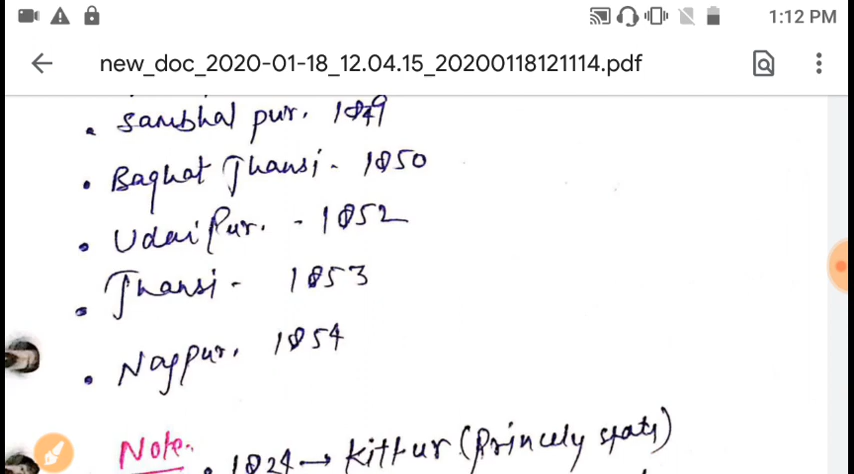 1:12 PM
new_doc_2020-01-18_12.04.15_20200118121114.pdf
• Sambhal pur. 1849
• Baghat Jhansi - 1850
• Udaipur. - 1852
• Jhansi - 1853
• Nagpur. 1854
Note.
• 1824 → Kittur (Princely state)